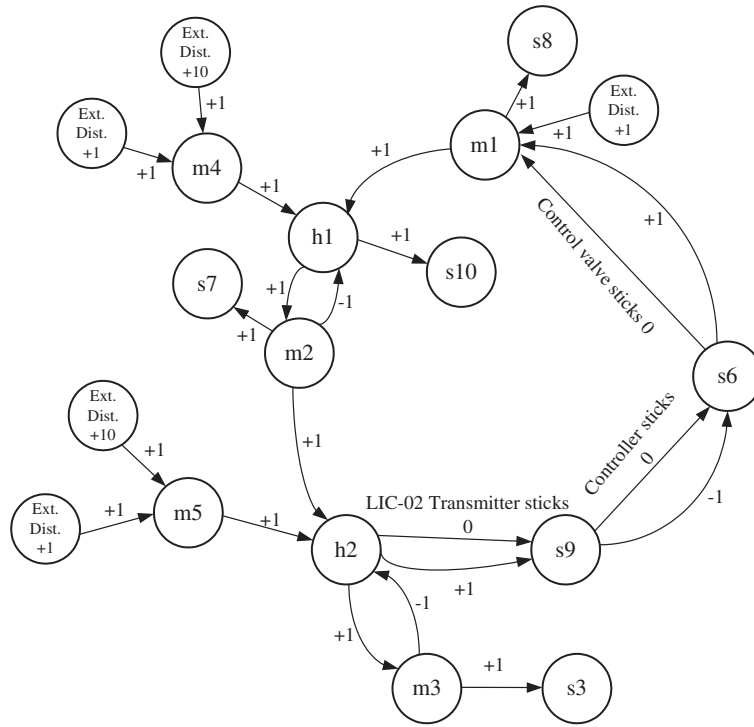 Ext.
Dist.
+10
s8
Ext.
Dist.
+1
+1
+1
Ext.
Dist.
+1
+1
+1
m1
m4
+1
+1
h1
+1
+1
Control valve sticks 0
s10
s7
+1
-1
+1
m2
s6
Ext.
Dist.
+10
+1
+1
Controller sticks
0
-1
m5
+1
Ext.
Dist.
+1
+1
LIC-02 Transmitter sticks
0
h2
s9
+1
+1
-1
+1
m3
s3